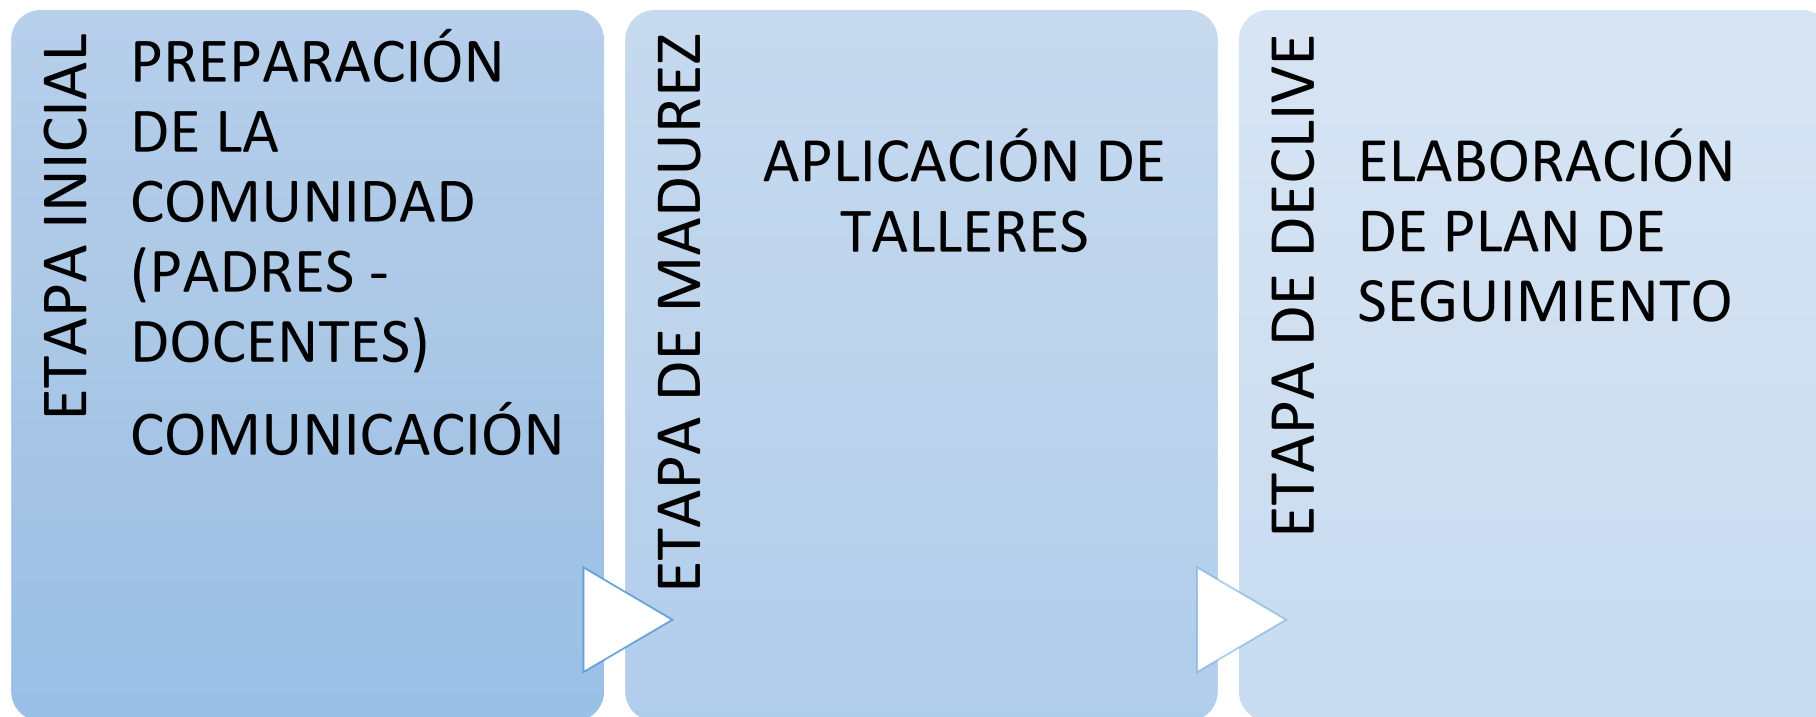 ETAPA INICIAL
PREPARACIÓN
DE LA
COMUNIDAD
(PADRES -
DOCENTES)
COMUNICACIÓN
ETAPA DE MADUREZ
APLICACIÓN DE
TALLERES
ETAPA DE DECLIVE
ELABORACIÓN
DE PLAN DE
SEGUIMIENTO